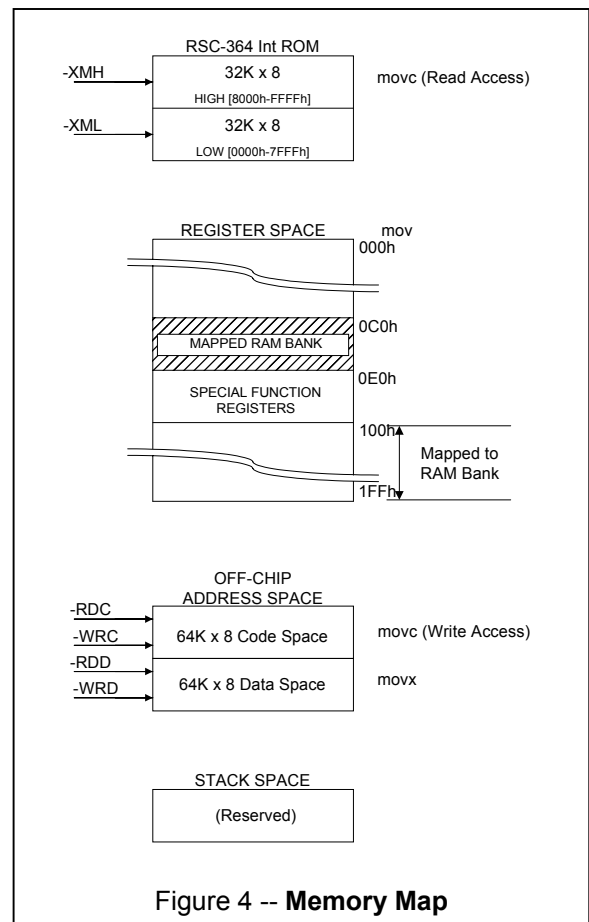 RSC-364 Int ROM
-XMH
32K x 8
HIGH [8000h-FFFFh]
movc (Read Access)
-XML
32K x 8
LOW [0000h-7FFFh]
REGISTER SPACE
mov
000h
0C0h
MAPPED RAM BANK
0E0h
SPECIAL FUNCTION
REGISTERS
100h
Mapped to
RAM Bank
1FFh
OFF-CHIP
ADDRESS SPACE
-RDC
-WRC
64K x 8 Code Space
movc (Write Access)
-RDD
-WRD
64K x 8 Data Space
movx
STACK SPACE
(Reserved)
Figure 4 -- Memory Map